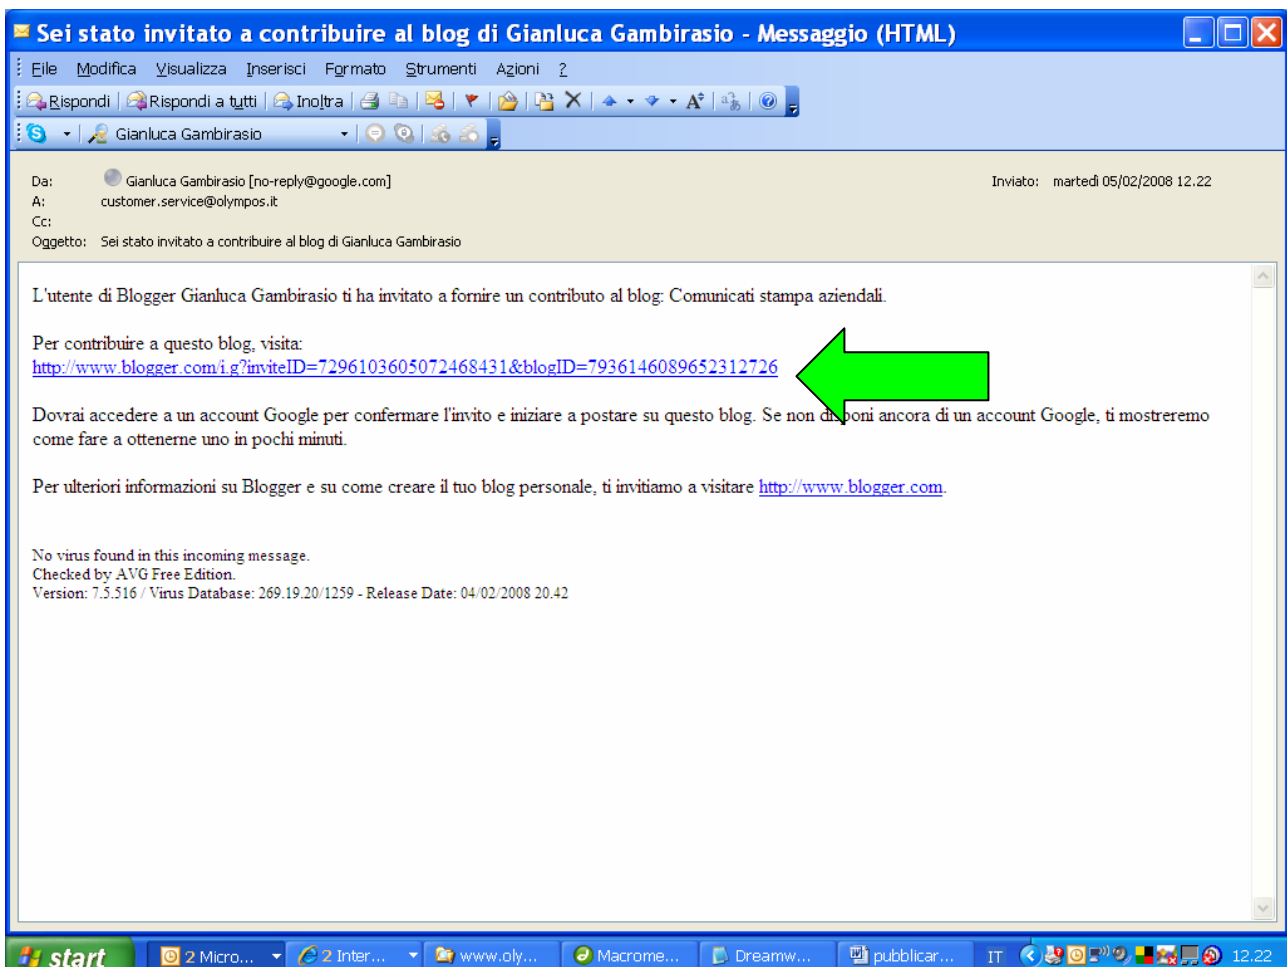 Sei stato invitato a contribuire al blog di Gianluca Gambirasio - Messaggio (HTML)
File Modifica Visualizza Inserisci Formato Strumenti Azioni ?
Rispondi Rispondi a tutti Inoltra
Gianluca Gambirasio
Da: Gianluca Gambirasio [no-reply@google.com] Inviato: martedì 05/02/2008 12.22
A: customer.service@olympos.it
Cc:
Oggetto: Sei stato invitato a contribuire al blog di Gianluca Gambirasio
L'utente di Blogger Gianluca Gambirasio ti ha invitato a fornire un contributo al blog: Comunicati stampa aziendali.
Per contribuire a questo blog, visita:
http://www.blogger.com/i.g?inviteID=7296103605072468431&blogID=7936146089652312726
Dovrai accedere a un account Google per confermare l'invito e iniziare a postare su questo blog. Se non disponi ancora di un account Google, ti mostreremo
come fare a ottenerne uno in pochi minuti.
Per ulteriori informazioni su Blogger e su come creare il tuo blog personale, ti invitiamo a visitare http://www.blogger.com.
No virus found in this incoming message.
Checked by AVG Free Edition.
Version: 7.5.516 / Virus Database: 269.19.20/1259 - Release Date: 04/02/2008 20.42
start 2 Micro... 2 Inter... www.oly... Macrome... Dreamw... pubblicar... IT 12.22